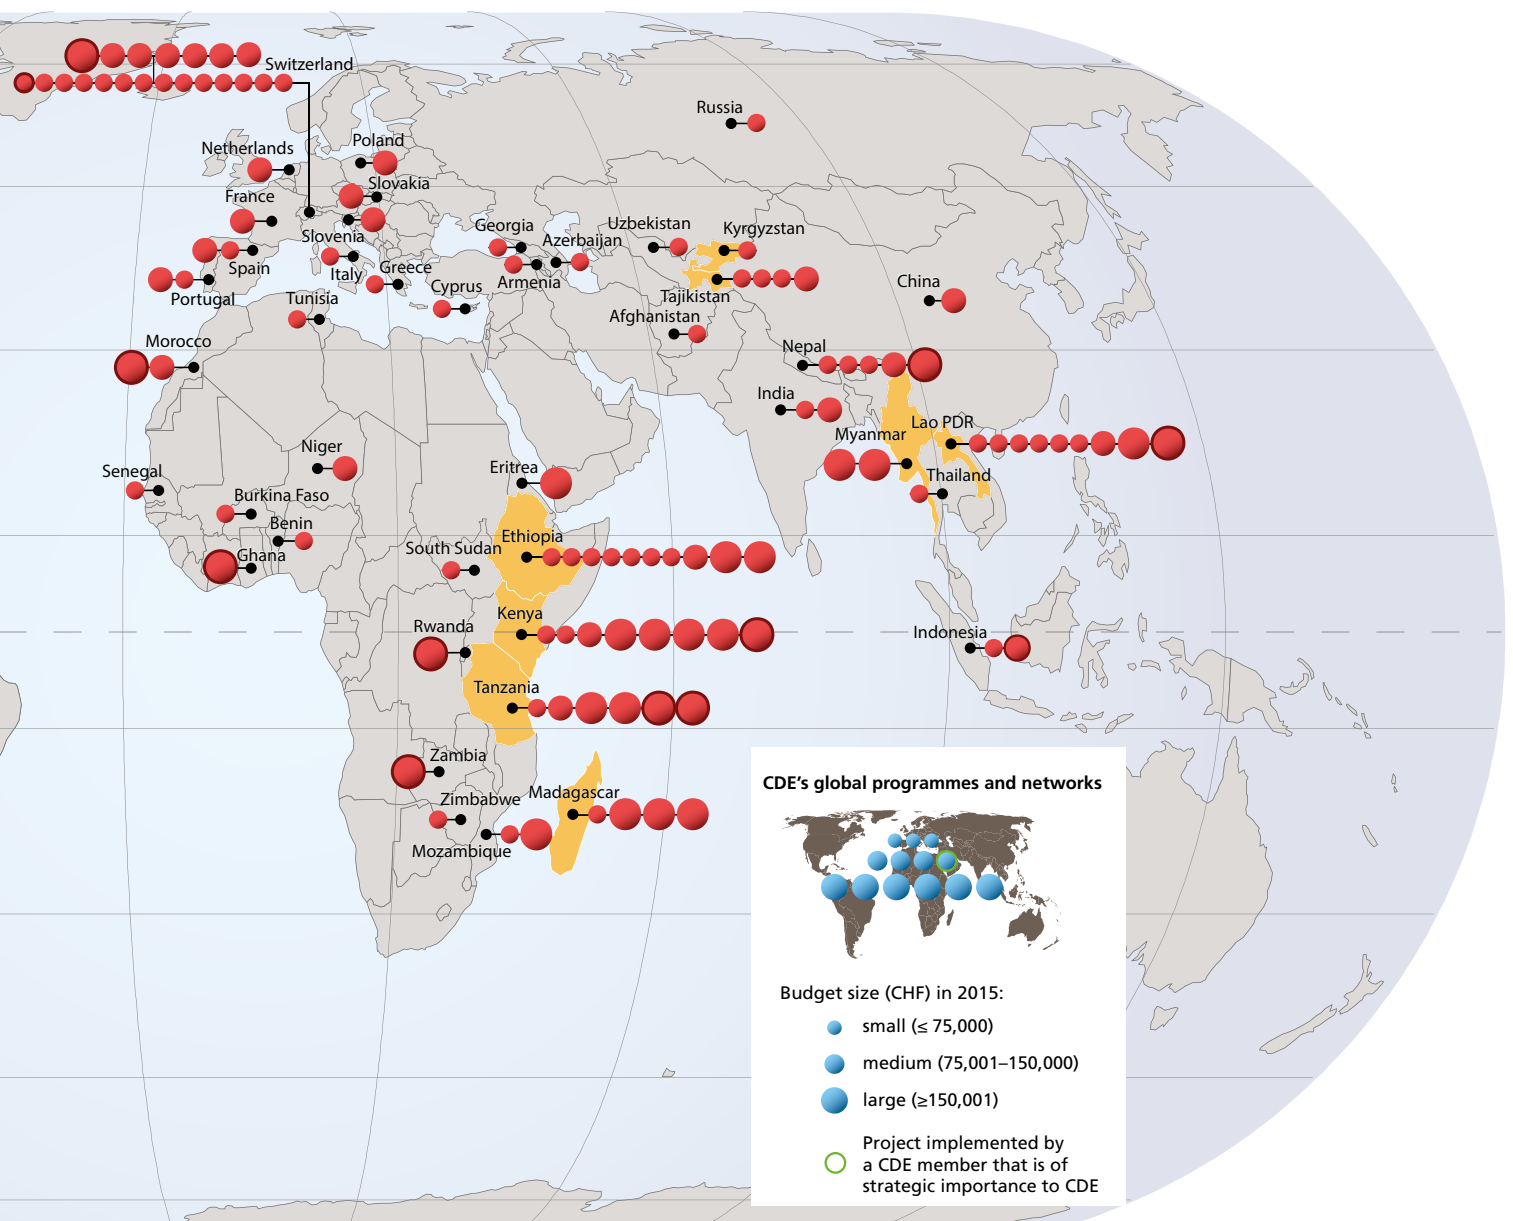 Switzerland
Russia
Netherlands
Poland
Slovakia
France
Slovenia
Georgia
Uzbekistan
Kyrgyzstan
Azerbaijan
Spain
Italy
Greece
Armenia
Portugal
Tunisia
Cyprus
Tajikistan
China
Afghanistan
Morocco
Nepal
India
Lao PDR
Myanmar
Niger
Senegal
Eritrea
Thailand
Burkina Faso
Benin
Ghana
Ethiopia
South Sudan
Kenya
Rwanda
Indonesia
Tanzania
Zambia
Madagascar
Zimbabwe
Mozambique
CDE's global programmes and networks
Budget size (CHF) in 2015:
small (≤ 75,000)
medium (75,001–150,000)
large (≥150,001)
Project implemented by
a CDE member that is of
strategic importance to CDE